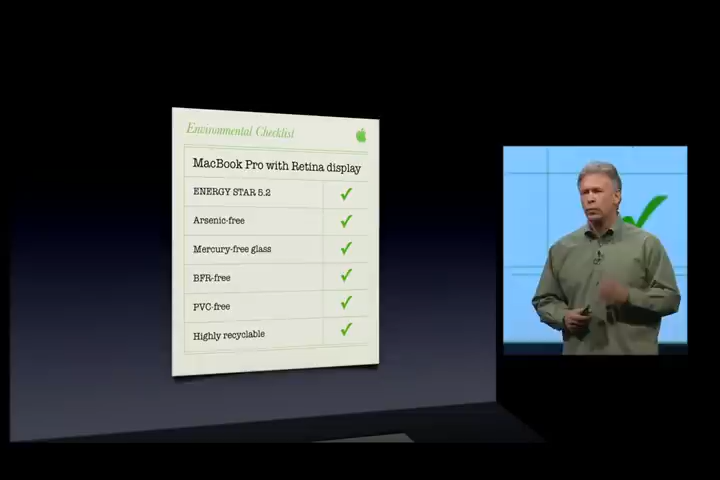 Environmental Checklist
MacBook Pro with Retina display
ENERGY STAR 5.2
Arsenic-free
Mercury-free glass
BFR-free
PVC-free
Highly recyclable